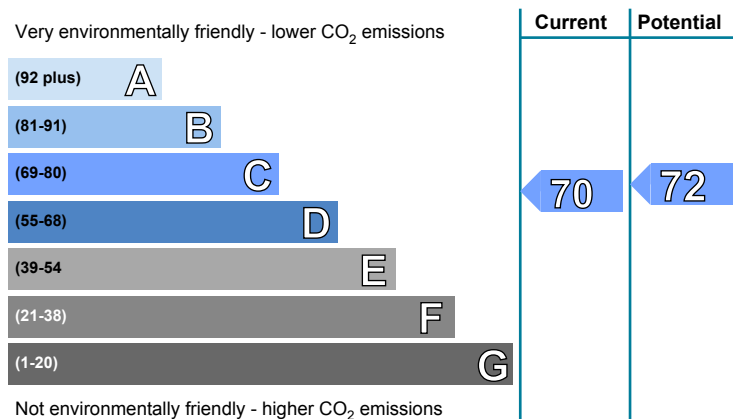 Current Potential
Very environmentally friendly - lower CO2 emissions
(92 plus) A
(81-91) B
(69-80) C
70 72
(55-68) D
(39-54 E
(21-38) F
(1-20) G
Not environmentally friendly - higher CO2 emissions